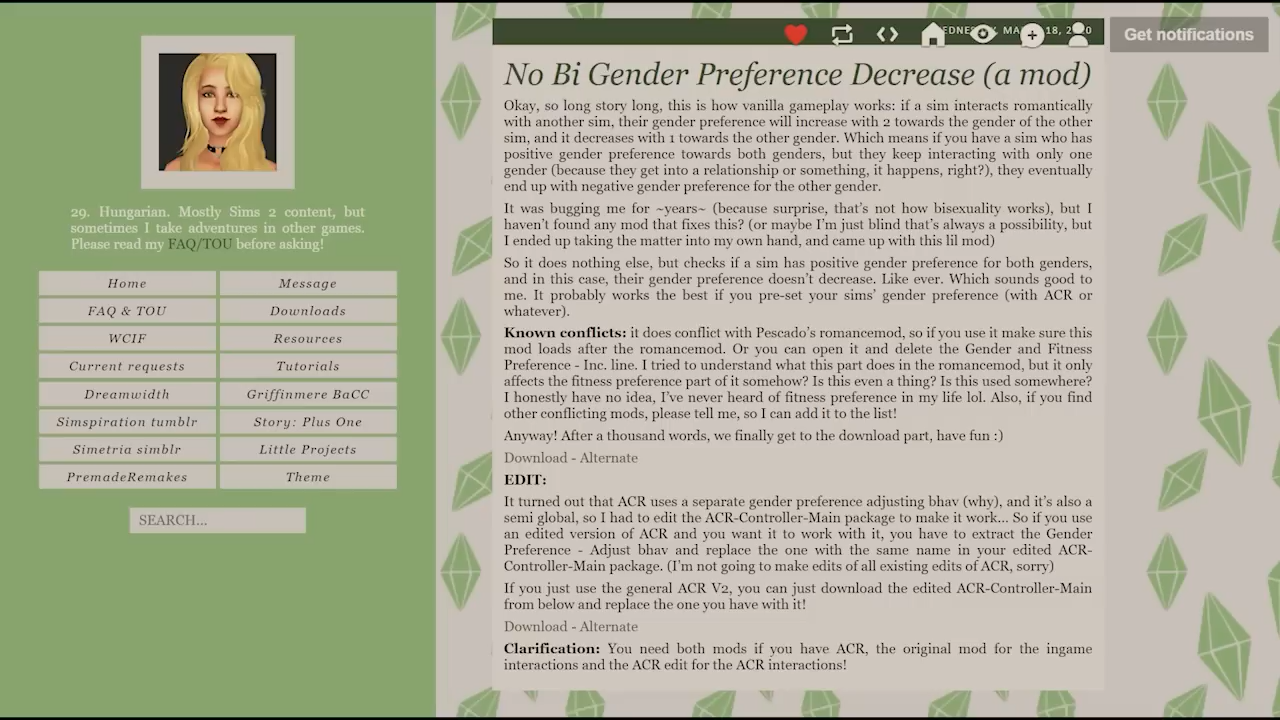 EDNES
MA
18, 2
0
Get notifications
No Bi Gender Preference Decrease (a mod)
Okay, so long story long, this is how vanilla gameplay works: if a sim interacts romantically
with another sim, their gender preference will increase with 2 towards the gender of the other
sim, and it decreases with 1 towards the other gender. Which means if you have a sim who has
positive gender preference towards both genders, but they keep interacting with only one
gender (because they get into a relationship or something, it happens, right?), they eventually
end up with negative gender preference for the other gender.
It was bugging me for ~years~ (because surprise, that's not how bisexuality works), but I
haven't found any mod that fixes this? (or maybe I'm just blind that's always a possibility, but
I ended up taking the matter into my own hand, and came up with this lil mod)
So it does nothing else, but checks if a sim has positive gender preference for both genders,
and in this case, their gender preference doesn't decrease. Like ever. Which sounds good to
me. It probably works the best if you pre-set your sims' gender preference (with ACR or
whatever).
Known conflicts: it does conflict with Pescado's romancemod, so if you use it make sure this
mod loads after the romancemod. Or you can open it and delete the Gender and Fitness
Preference - Inc. line. I tried to understand what this part does in the romancemod, but it only
affects the fitness preference part of it somehow? Is this even a thing? Is this used somewhere?
I honestly have no idea, I've never heard of fitness preference in my life lol. Also, if you find
other conflicting mods, please tell me, so I can add it to the list!
Anyway! After a thousand words, we finally get to the download part, have fun :)
Download - Alternate
EDIT:
It turned out that ACR uses a separate gender preference adjusting bhav (why), and it's also a
semi global, so I had to edit the ACR-Controller-Main package to make it work... So if you use
an edited version of ACR and you want it to work with it, you have to extract the Gender
Preference - Adjust bhav and replace the one with the same name in your edited ACR-
Controller-Main package. (I'm not going to make edits of all existing edits of ACR, sorry)
If you just use the general ACR V2, you can just download the edited ACR-Controller-Main
from below and replace the one you have with it!
Download - Alternate
Clarification: You need both mods if you have ACR, the original mod for the ingame
interactions and the ACR edit for the ACR interactions!
29. Hungarian. Mostly Sims 2 content, but
sometimes I take adventures in other games.
Please read my FAQ/TOU before asking!
Home
Message
FAQ & TOU
Downloads
WCIF
Resources
Current requests
Tutorials
Dreamwidth
Griffinmere BaCC
Simspiration tumblr
Story: Plus One
Simetria simblr
Little Projects
PremadeRemakes
Theme
SEARCH...